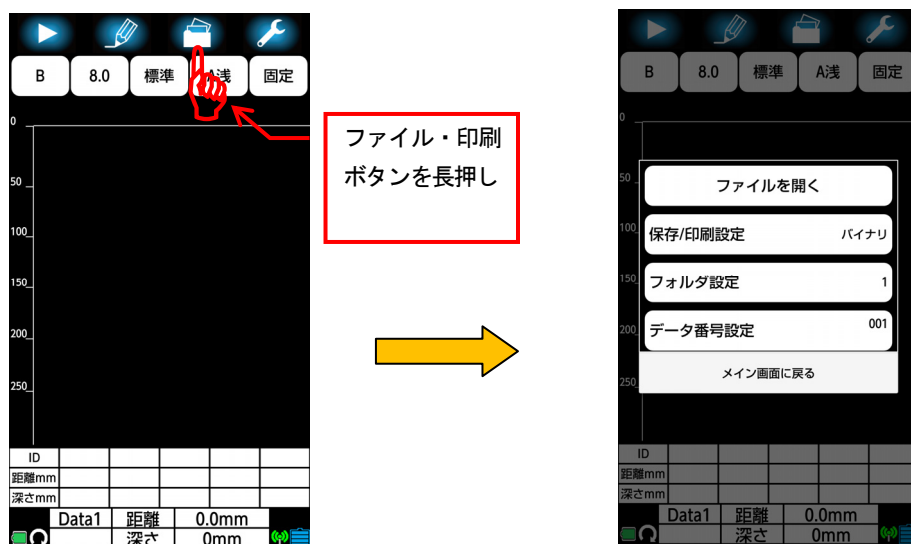 B 8.0 標準 A浅 固定
0
50
100
150
200
250
ID
距離mm
深さmm
Data1 距離 0.0mm
深さ 0mm
ファイル・印刷
ボタンを長押し
B 8.0 標準 A浅 固定
0
50
ファイルを開く
100
保存/印刷設定 バイナリ
150
フォルダ設定 1
200
データ番号設定 001
メイン画面に戻る
250
ID
距離mm
深さmm
Data1 距離 0.0mm
深さ 0mm